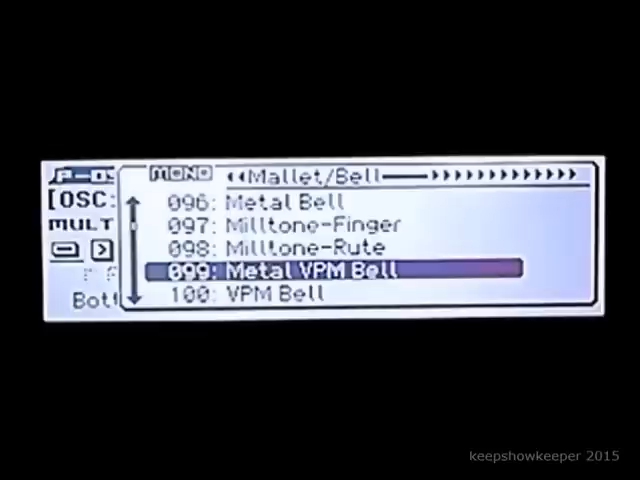 MONO
Mallet/Bell
[OSC:
096: Metal Bell
MULT
097: Milltone-Finger
098: Milltone-Rute
099: Metal VPM Bell
Bot
100: VPM Bell
keepshowkeeper 2015